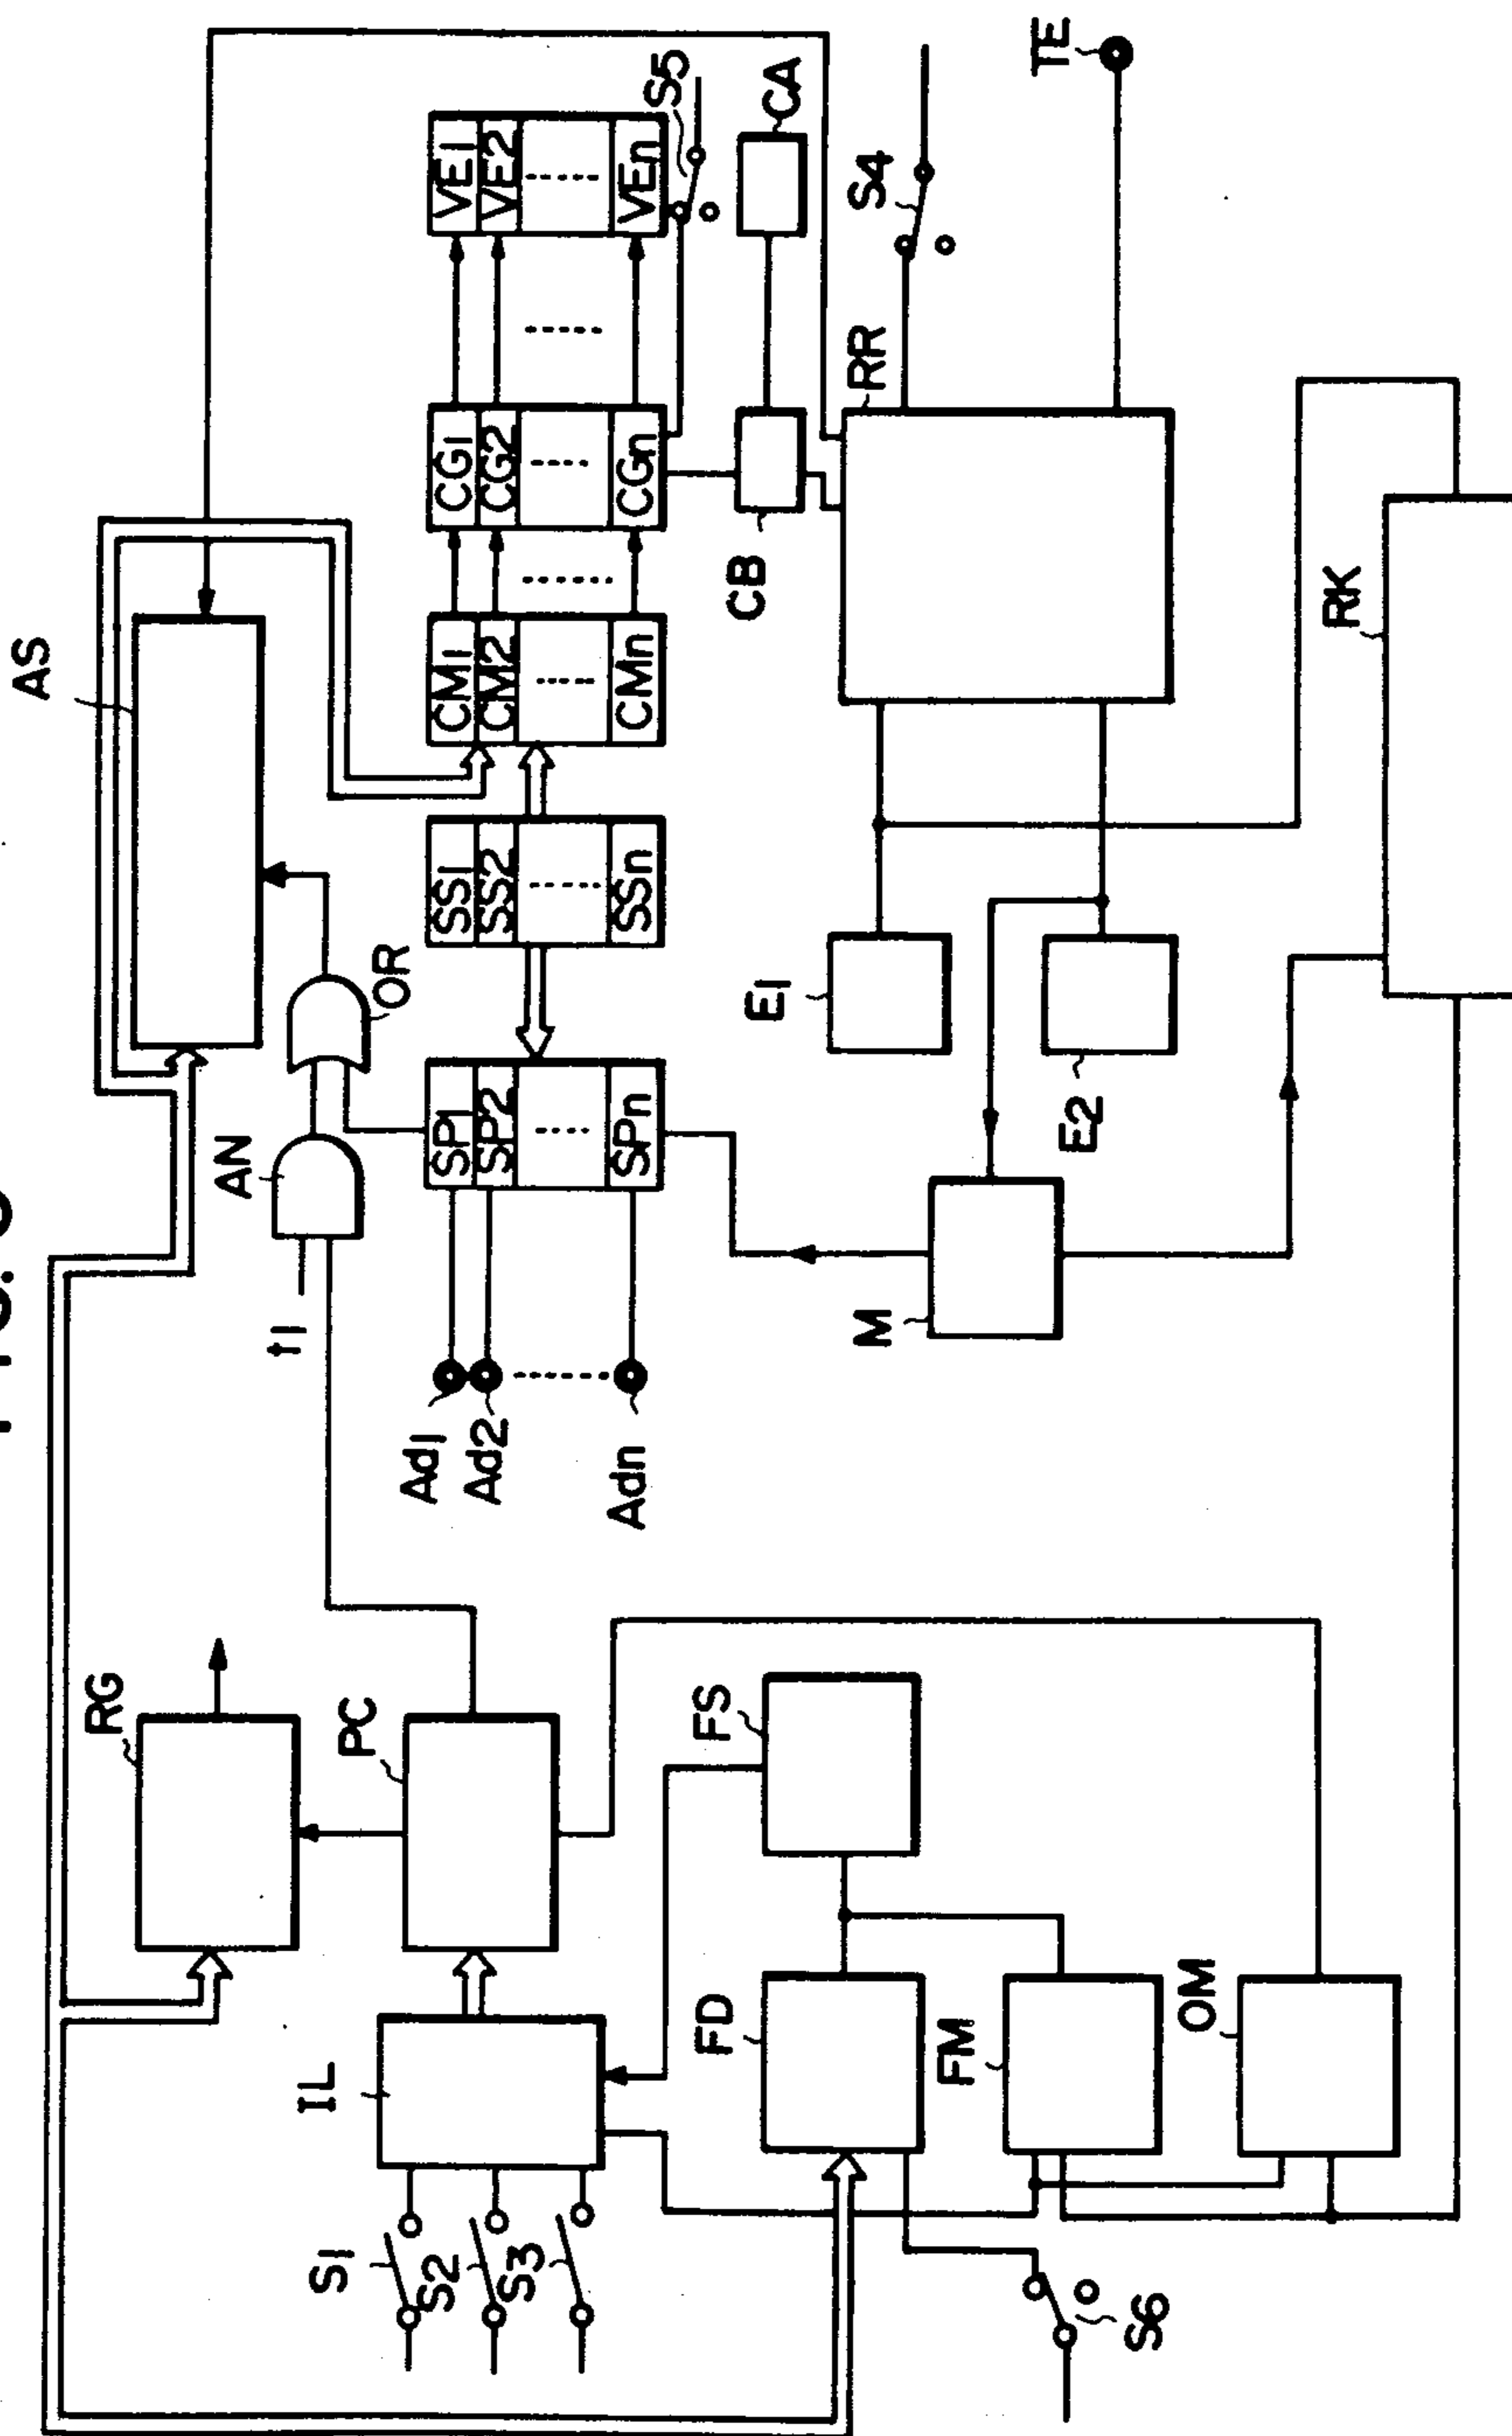 AS
RG
AN
OR
t1
PC
IL
S1
S2
S3
Ad1
Ad2
Adn
SP1
SP2
SPn
SS1
SS2
SSn
CM1
CM2
CMn
CG1
CG2
CGn
VE1
VE2
VEn
S5
CA
CB
FS
FD
FM
OM
S6
M
E1
E2
RR
S4
TE
RK